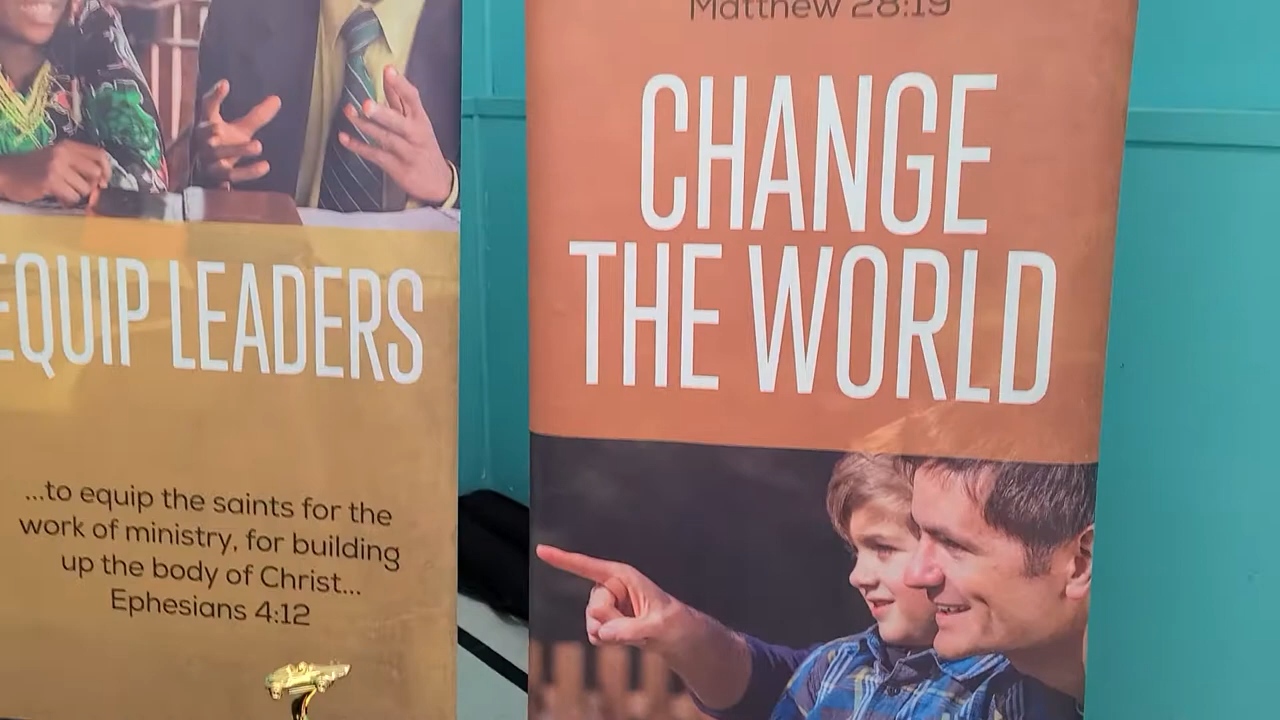 EQUIP LEADERS
...to equip the saints for the
work of ministry, for building
up the body of Christ...
Ephesians 4:12
Matthew 28:19
CHANGE
THE WORLD